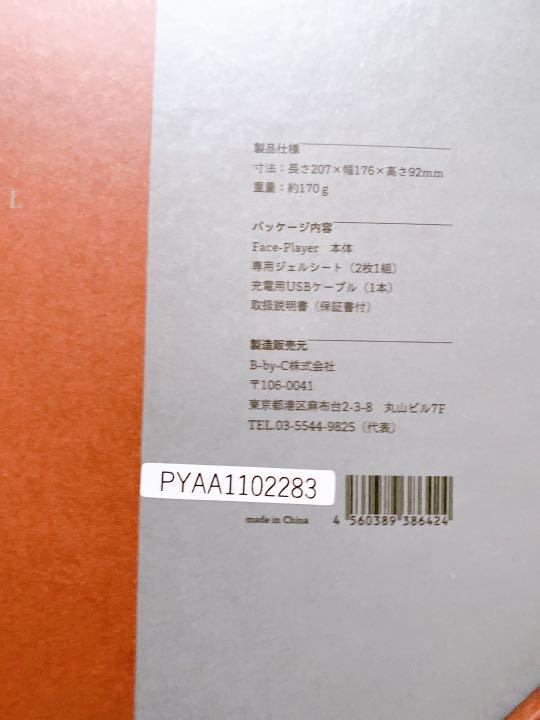 L
製品仕様
寸法：長さ207×幅176×高さ92mm
重量：約170g
パッケージ内容
Face-Player　本体
専用ジェルシート（2枚1組）
充電用USBケーブル（1本）
取扱説明書（保証書付）
製造販売元
B-by-C株式会社
〒106-0041
東京都港区麻布台2-3-8　丸山ビル7F
TEL.03-5544-9825（代表）
PYAA1102283
made in China
4 560389 386424